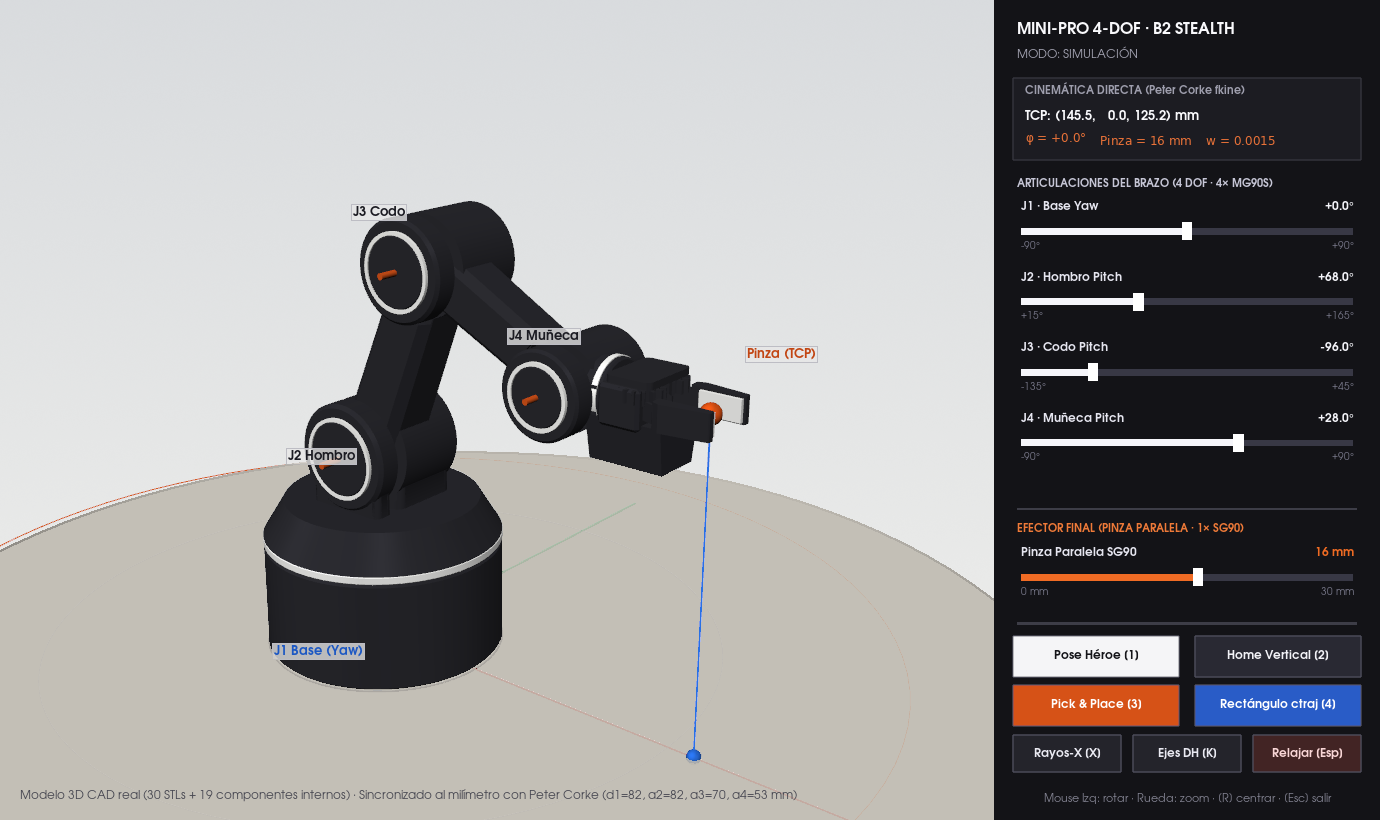 MINI-PRO 4-DOF · B2 STEALTH
MODO: SIMULACIÓN
CINEMÁTICA DIRECTA (Peter Corke fkine)
TCP: (145.5, 0.0, 125.2) mm
φ = +0.0° Pinza = 16 mm w = 0.0015
ARTICULACIONES DEL BRAZO (4 DOF · 4× MG90S)
J1 · Base Yaw +0.0°
-90° +90°
J2 · Hombro Pitch +68.0°
+15° +165°
J3 · Codo Pitch -96.0°
-135° +45°
J4 · Muñeca Pitch +28.0°
-90° +90°
EFECTOR FINAL (PINZA PARALELA · 1× SG90)
Pinza Paralela SG90 16 mm
0 mm 30 mm
Pose Héroe [1] Home Vertical [2]
Pick & Place [3] Rectángulo ctraj [4]
Rayos-X [X] Ejes DH [K] Relajar [Esp]
Mouse Izq: rotar · Rueda: zoom · [R] centrar · [Esc] salir
J3 Codo
J4 Muñeca
Pinza (TCP)
J2 Hombro
J1 Base (Yaw)
Modelo 3D CAD real (30 STLs + 19 componentes internos) · Sincronizado al milímetro con Peter Corke (d1=82, a2=82, a3=70, a4=53 mm)